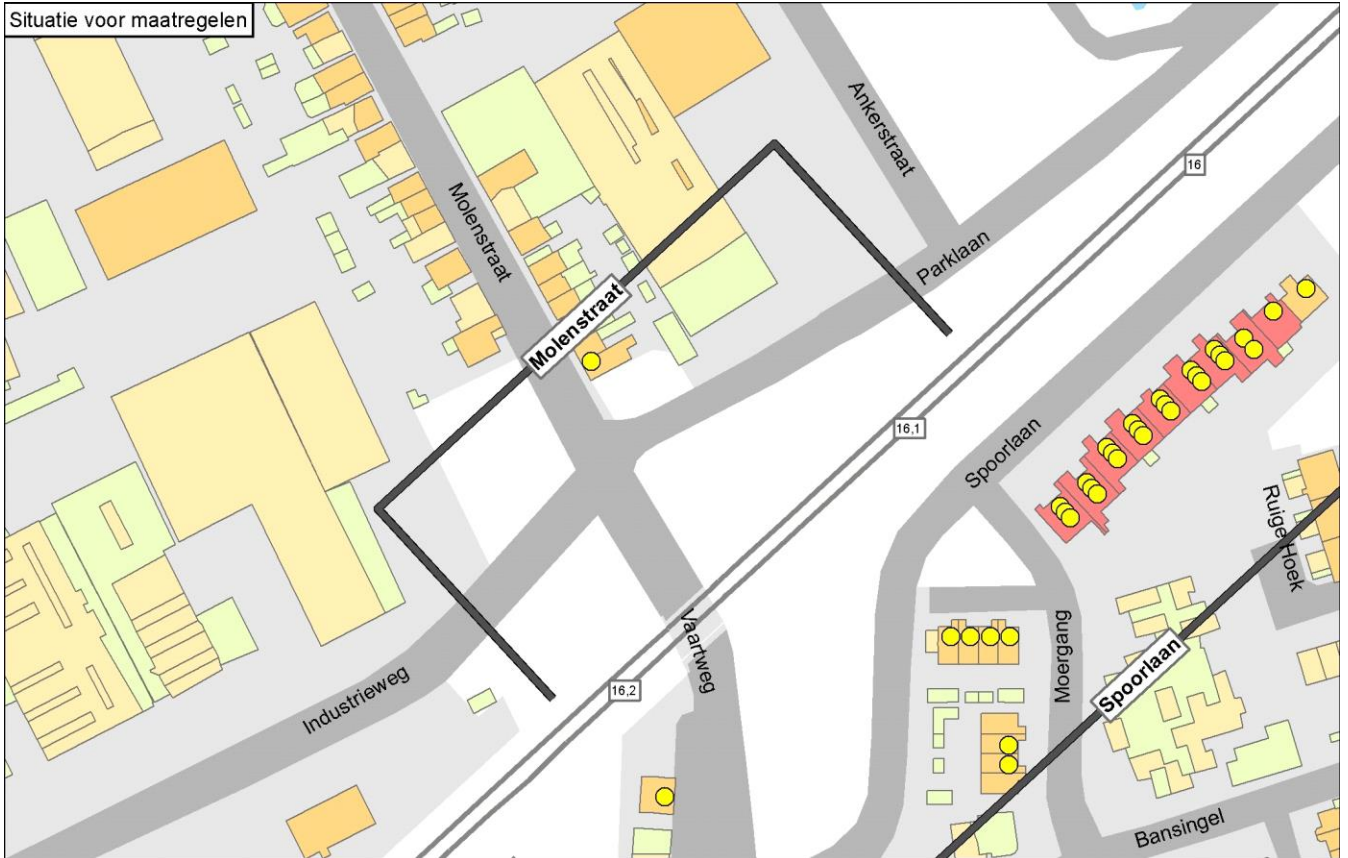 Situatie voor maatregelen
Ankerstraat
16
Molenstraat
Parklaan
Molenstraat
16,1
Spoorlaan
Ruige Hoek
Vaartweg
Moergang
Spoorlaan
Industrieweg
16,2
Bansingel